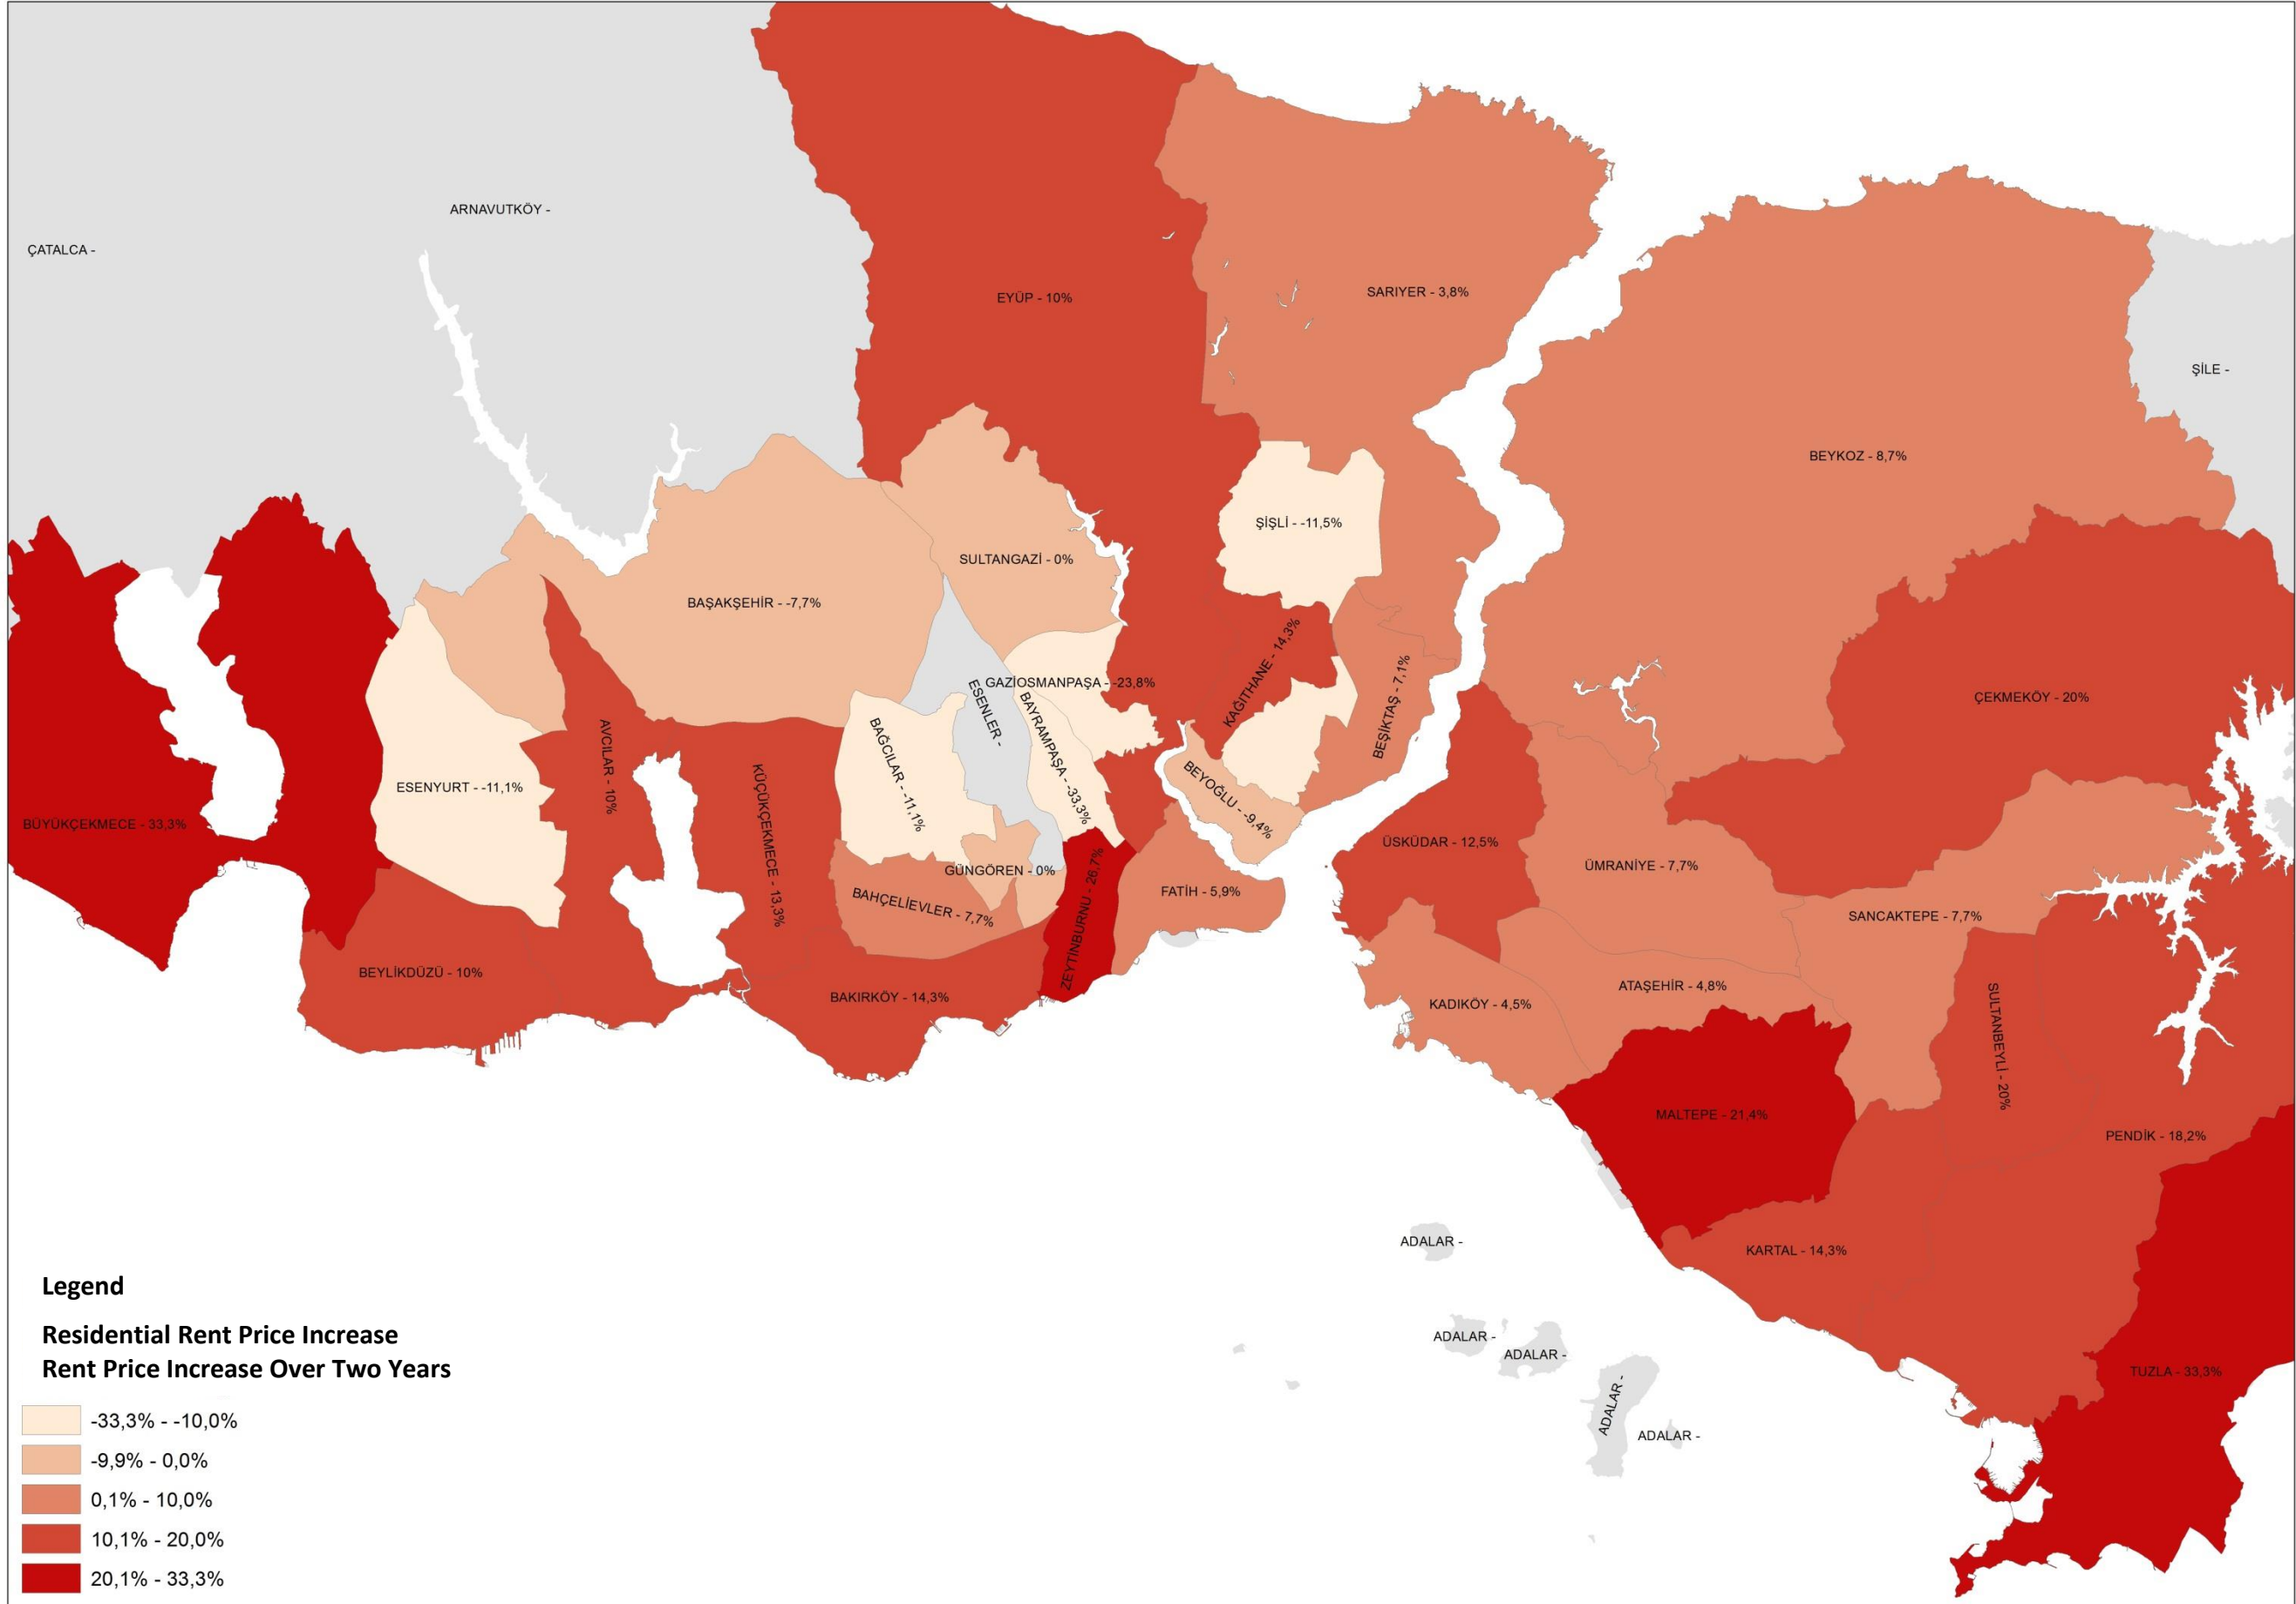 ARNAVUTKÖY -
ÇATALCA -
EYÜP - 10%
SARIYER - 3,8%
ŞİLE -
BEYKOZ - 8,7%
ŞİŞLİ - -11,5%
SULTANGAZİ - 0%
BAŞAKŞEHİR - -7,7%
KAĞITHANE - 14,3%
GAZİOSMANPAŞA - -23,8%
ÇEKMEKÖY - 20%
BEŞİKTAŞ - 7,1%
ESENLER -
BAYRAMPAŞA - -33,3%
AVCILAR - 10%
BAĞCILAR - -11,1%
ESENYURT - -11,1%
BEYOĞLU - -9,4%
BÜYÜKÇEKMECE - 33,3%
KÜÇÜKÇEKMECE - 13,3%
ÜSKÜDAR - 12,5%
ÜMRANİYE - 7,7%
GÜNGÖREN - 0%
FATİH - 5,9%
BAHÇELİEVLER - 7,7%
ZEYTİNBURNU - 26,7%
SANCAKTEPE - 7,7%
BEYLİKDÜZÜ - 10%
ATAŞEHİR - 4,8%
BAKIRKÖY - 14,3%
KADIKÖY - 4,5%
SULTANBEYLİ - 20%
MALTEPE - 21,4%
PENDİK - 18,2%
ADALAR -
KARTAL - 14,3%
ADALAR -
ADALAR -
TUZLA - 33,3%
ADALAR -
ADALAR -
Legend
Residential Rent Price Increase
Rent Price Increase Over Two Years
-33,3% - -10,0%
-9,9% - 0,0%
0,1% - 10,0%
10,1% - 20,0%
20,1% - 33,3%